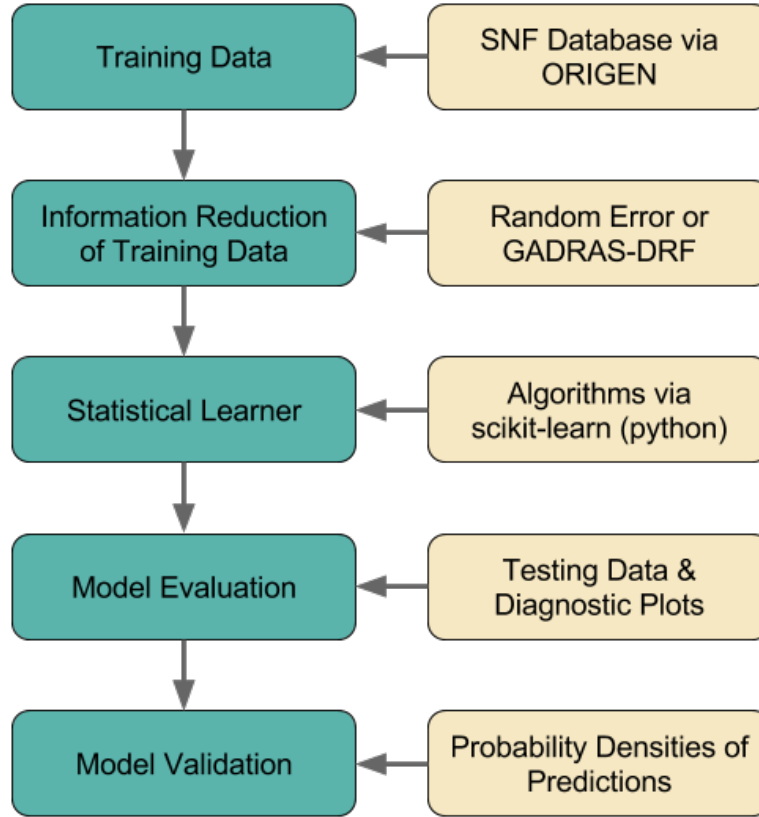 Training Data
SNF Database via
ORIGEN
Information Reduction
of Training Data
Random Error or
GADRAS-DRF
Statistical Learner
Algorithms via
scikit-learn (python)
Model Evaluation
Testing Data &
Diagnostic Plots
Model Validation
Probability Densities of
Predictions